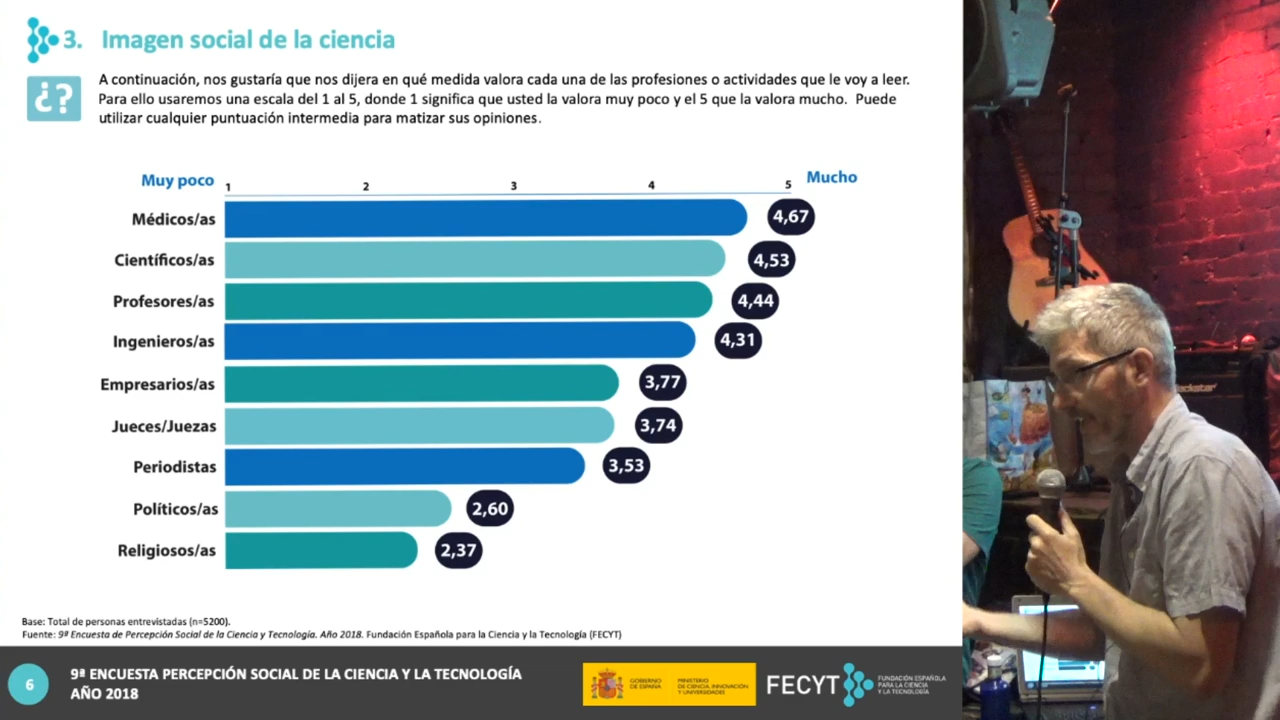 3. Imagen social de la ciencia
¿?
A continuación, nos gustaría que nos dijera en qué medida valora cada una de las profesiones o actividades que le voy a leer.
Para ello usaremos una escala del 1 al 5, donde 1 significa que usted la valora muy poco y el 5 que la valora mucho. Puede
utilizar cualquier puntuación intermedia para matizar sus opiniones.
Muy poco 1 2 3 4 5 Mucho
Médicos/as 4,67
Científicos/as 4,53
Profesores/as 4,44
Ingenieros/as 4,31
Empresarios/as 3,77
Jueces/Juezas 3,74
Periodistas 3,53
Políticos/as 2,60
Religiosos/as 2,37
Base: Total de personas entrevistadas (n=5200).
Fuente: 9ª Encuesta de Percepción Social de la Ciencia y Tecnología. Año 2018. Fundación Española para la Ciencia y la Tecnología (FECYT)
6
9ª ENCUESTA PERCEPCIÓN SOCIAL DE LA CIENCIA Y LA TECNOLOGÍA
AÑO 2018
GOBIERNO
DE ESPAÑA
MINISTERIO
DE CIENCIA, INNOVACIÓN
Y UNIVERSIDADES
FECYT
FUNDACIÓN ESPAÑOLA
PARA LA CIENCIA
Y LA TECNOLOGÍA
Blackstar